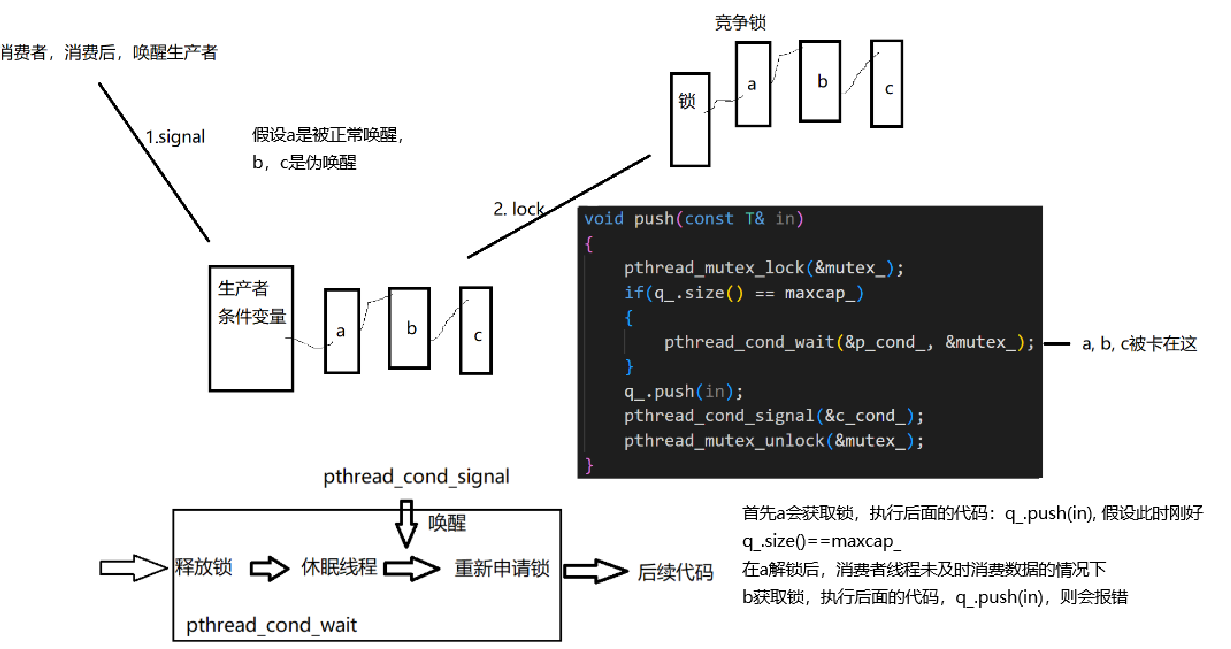 竞争锁
消费者，消费后，唤醒生产者
锁
a
b
c
1.signal
假设a是被正常唤醒，
b，c是伪唤醒
2. lock
生产者
条件变量
a
b
c
void push(const T& in)
{
    pthread_mutex_lock(&mutex_);
    if(q_.size() == maxcap_)
    {
        pthread_cond_wait(&p_cond_, &mutex_);
    }
    q_.push(in);
    pthread_cond_signal(&c_cond_);
    pthread_mutex_unlock(&mutex_);
}
a, b, c被卡在这
pthread_cond_signal
唤醒
释放锁
休眠线程
重新申请锁
后续代码
pthread_cond_wait
首先a会获取锁，执行后面的代码：q_.push(in), 假设此时刚好
q_.size()==maxcap_
在a解锁后，消费者线程未及时消费数据的情况下
b获取锁，执行后面的代码，q_.push(in)，则会报错